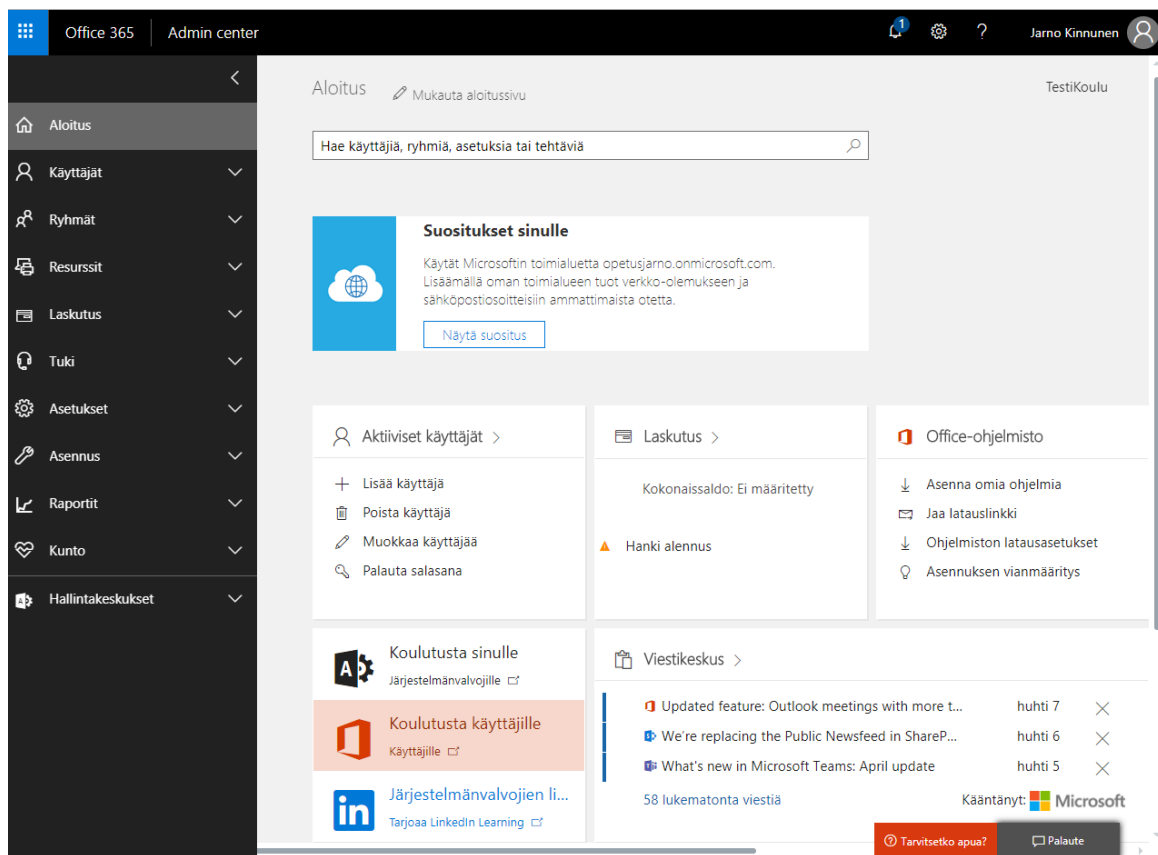 Office 365 Admin center
1
?
Jarno Kinnunen
Aloitus
Käyttäjät
Ryhmät
Resurssit
Laskutus
Tuki
Asetukset
Asennus
Raportit
Kunto
Hallintakeskukset
Aloitus
Mukauta aloitussivu
TestiKoulu
Hae käyttäjiä, ryhmiä, asetuksia tai tehtäviä
Suositukset sinulle
Käytät Microsoftin toimialuetta opetusjarno.onmicrosoft.com.
Lisäämällä oman toimialueen tuot verkko-olemukseen ja
sähköpostiosoitteisiin ammattimaista otetta.
Näytä suositus
Aktiiviset käyttäjät
Lisää käyttäjä
Poista käyttäjä
Muokkaa käyttäjää
Palauta salasana
Laskutus
Kokonaissaldo: Ei määritetty
Hanki alennus
Office-ohjelmisto
Asenna omia ohjelmia
Jaa latauslinkki
Ohjelmiston latausasetukset
Asennuksen vianmääritys
Koulutusta sinulle
Järjestelmänvalvojille
Koulutusta käyttäjille
Käyttäjille
Järjestelmänvalvojien li...
Tarjoaa LinkedIn Learning
Viestikeskus
Updated feature: Outlook meetings with more t... huhti 7
We're replacing the Public Newsfeed in ShareP... huhti 6
What's new in Microsoft Teams: April update huhti 5
58 lukematonta viestiä
Kääntänyt: Microsoft
Tarvitsetko apua?
Palaute